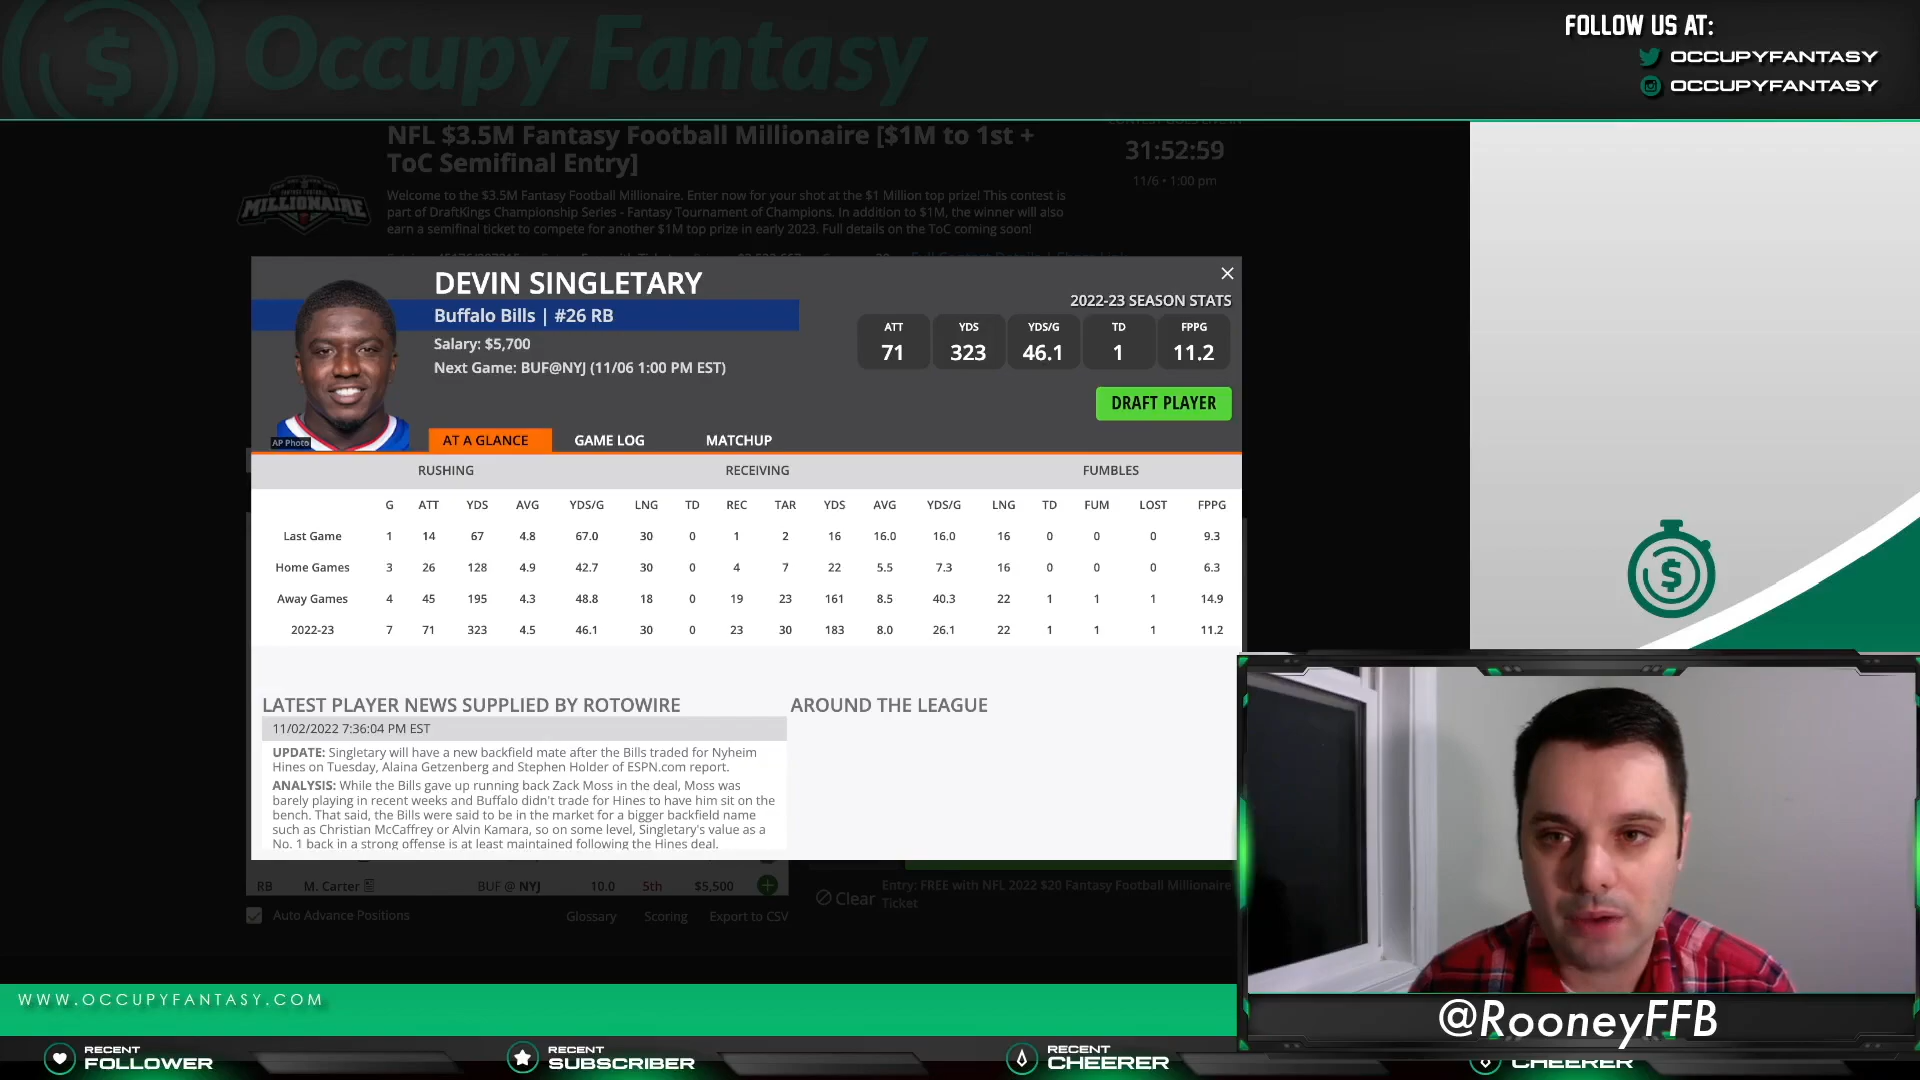 Occupy Fantasy
FOLLOW US AT:
OCCUPYFANTASY
OCCUPYFANTASY
NFL $3.5M Fantasy Football Millionaire [$1M to 1st +
ToC Semifinal Entry]
31:52:59
11/6 • 1:00 pm
MILLIONAIRE
Welcome to the $3.5M Fantasy Football Millionaire. Enter now for your shot at the $1 Million top prize! This contest is
part of DraftKings Championship Series - Fantasy Tournament of Champions. In addition to $1M, the winner will also
earn a semifinal ticket to compete for another $1M top prize in early 2023. Full details on the ToC coming soon!
DEVIN SINGLETARY
Buffalo Bills | #26 RB
Salary: $5,700
Next Game: BUF@NYJ (11/06 1:00 PM EST)
2022-23 SEASON STATS
ATT YDS YDS/G TD FPPG
71 323 46.1 1 11.2
DRAFT PLAYER
AP Photo
AT A GLANCE GAME LOG MATCHUP
RUSHING RECEIVING FUMBLES
G ATT YDS AVG YDS/G LNG TD REC TAR YDS AVG YDS/G LNG TD FUM LOST FPPG
Last Game 1 14 67 4.8 67.0 30 0 1 2 16 16.0 16.0 16 0 0 0 9.3
Home Games 3 26 128 4.9 42.7 30 0 4 7 22 5.5 7.3 16 0 0 0 6.3
Away Games 4 45 195 4.3 48.8 18 0 19 23 161 8.5 40.3 22 1 1 1 14.9
2022-23 7 71 323 4.5 46.1 30 0 23 30 183 8.0 26.1 22 1 1 1 11.2
LATEST PLAYER NEWS SUPPLIED BY ROTOWIRE
AROUND THE LEAGUE
11/02/2022 7:36:04 PM EST
UPDATE: Singletary will have a new backfield mate after the Bills traded for Nyheim
Hines on Tuesday, Alaina Getzenberg and Stephen Holder of ESPN.com report.
ANALYSIS: While the Bills gave up running back Zack Moss in the deal, Moss was
barely playing in recent weeks and Buffalo didn't trade for Hines to have him sit on the
bench. That said, the Bills were said to be in the market for a bigger backfield name
such as Christian McCaffrey or Alvin Kamara, so on some level, Singletary's value as a
No. 1 back in a strong offense is at least maintained following the Hines deal.
RB M. Carter BUF @ NYJ 10.0 5th $5,500
Clear
Entry: FREE with NFL 2022 $20 Fantasy Football Millionaire
Ticket
Auto Advance Positions Glossary Scoring Export to CSV
WWW.OCCUPYFANTASY.COM
@RooneyFFB
RECENT
FOLLOWER
RECENT
SUBSCRIBER
RECENT
CHEERER
CHEERER